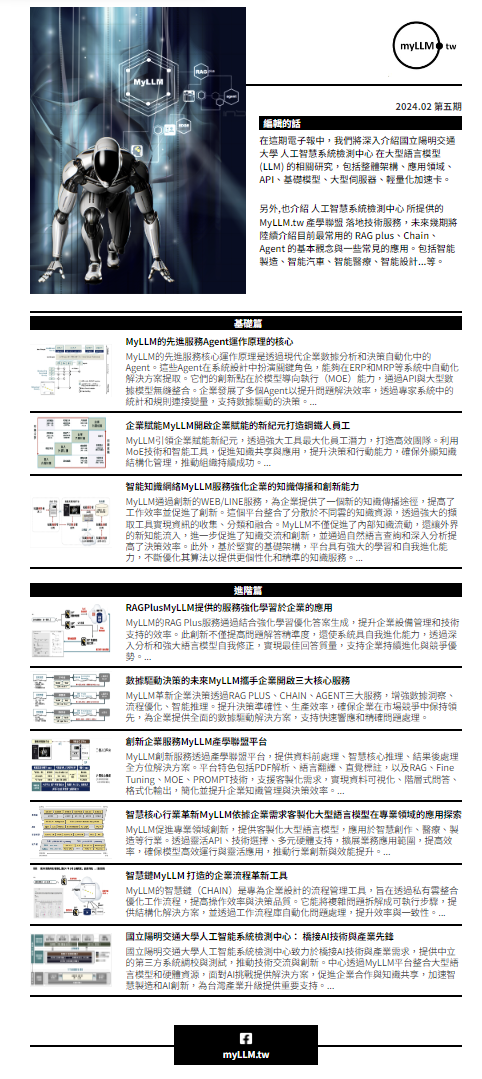 MyLLM
RAG
agent
myLLM.tw
2024.02 第五期
編輯的話
在這期電子報中，我們將深入介紹國立陽明交通
大學 人工智慧系統檢測中心 在大型語言模型
(LLM) 的相關研究，包括整體架構、應用領域、
API、基礎模型、大型伺服器、輕量化加速卡。
另外,也介紹 人工智慧系統檢測中心 所提供的
MyLLM.tw 產學聯盟 落地技術服務，未來幾期將
陸續介紹目前最常用的 RAG plus、Chain、
Agent 的基本觀念與一些常見的應用。包括智能
製造、智能汽車、智能醫療、智能設計...等。
基礎篇
MyLLM的先進服務Agent運作原理的核心
MyLLM的先進服務核心運作原理是透過現代企業數據分析和決策自動化中的
Agent。這些Agent在系統設計中扮演關鍵角色，能夠在ERP和MRP等系統中自動化
解決方案提取。它們的創新點在於模型導向執行（MOE）能力，通過API與大型數
據模型無縫整合。企業發展了多個Agent以提升問題解決效率，透過專家系統中的
統計和規則連接變量，支持數據驅動的決策。...
企業賦能MyLLM開啟企業賦能的新紀元打造鋼鐵人員工
MyLLM引領企業賦能新紀元，透過強大工具最大化員工潛力，打造高效團隊。利用
MoE技術和智能工具，促進知識共享與應用，提升決策和行動能力，確保外顯知識
結構化管理，推動組織持續成功。...
智能知識網絡MyLLM服務強化企業的知識傳播和創新能力
MyLLM通過創新的WEB/LINE服務，為企業提供了一個新的知識傳播途徑，提高了
工作效率並促進了創新。這個平台整合了分散於不同雲的知識資源，透過強大的擷
取工具實現資訊的收集、分類和融合。MyLLM不僅促進了內部知識流動，還讓外界
的新知能流入，進一步促進了知識交流和創新，並通過自然語言查詢和深入分析提
高了決策效率。此外，基於堅實的基礎架構，平台具有強大的學習和自我進化能
力，不斷優化其算法以提供更個性化和精準的知識服務。...
進階篇
RAGPlusMyLLM提供的服務強化學習於企業的應用
MyLLM的RAG Plus服務通過結合強化學習優化答案生成，提升企業設備管理和技術
支持的效率。此創新不僅提高問題解答精準度，還使系統具自我進化能力，透過深
入分析和強大語言模型自我修正，實現最佳回答質量，支持企業持續進化與競爭優
勢。...
數據驅動決策的未來MyLLM攜手企業開啟三大核心服務
MyLLM革新企業決策透過RAG PLUS、CHAIN、AGENT三大服務，增強數據洞察、
流程優化、智能推理。提升決策準確性、生產效率，確保企業在市場競爭中保持領
先，為企業提供全面的數據驅動解決方案，支持快速響應和精確問題處理。
創新企業服務MyLLM產學聯盟平台
MyLLM創新服務透過產學聯盟平台，提供資料前處理、智慧核心推理、結果後處理
全方位解決方案。平台特色包括PDF解析、語言翻譯、直覺標註，以及RAG、Fine
Tuning、MOE、PROMPT技術，支援客製化需求，實現資料可視化、階層式問答、
格式化輸出，簡化並提升企業知識管理與決策效率。...
智慧核心行業革新MyLLM依據企業需求客製化大型語言模型在專業領域的應用探索
MyLLM促進專業領域創新，提供客製化大型語言模型，應用於智慧創作、醫療、製
造等行業。透過靈活API、技術選擇、多元硬體支持，擴展業務應用範圍，提高效
率，確保模型高效運行與靈活應用，推動行業創新與效能提升。...
智慧鏈MyLLM 打造的企業流程革新工具
MyLLM的智慧鏈（CHAIN）是專為企業設計的流程管理工具，旨在透過私有雲整合
優化工作流程，提高操作效率與決策品質。它能將複雜問題拆解成可執行步驟，提
供結構化解決方案，並透過工作流程庫自動化問題處理，提升效率與一致性。...
國立陽明交通大學人工智能系統檢測中心： 橋接AI技術與產業先鋒
國立陽明交通大學人工智能系統檢測中心致力於橋接AI技術與產業需求，提供中立
的第三方系統調校與測試，推動技術交流與創新。中心透過MyLLM平台整合大型語
言模型和硬體資源，面對AI挑戰提供解決方案，促進企業合作與知識共享，加速智
慧製造和AI創新，為台灣產業升級提供重要支持。...
myLLM.tw